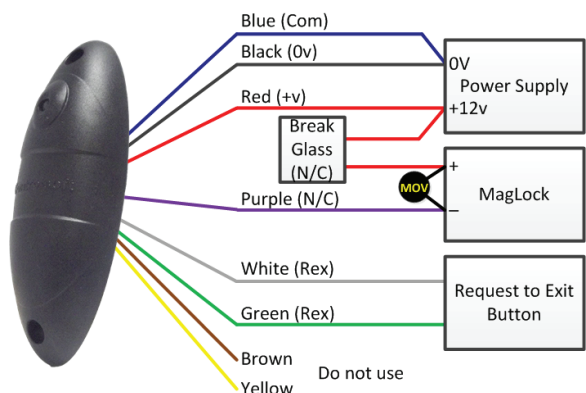 Blue (Com)
Black (0v)
Red (+v)
0V
Power Supply
+12v
Break
Glass
(N/C)
+
MOV
MagLock
Purple (N/C)
–
White (Rex)
Green (Rex)
Request to Exit
Button
Brown
Do not use
Yellow